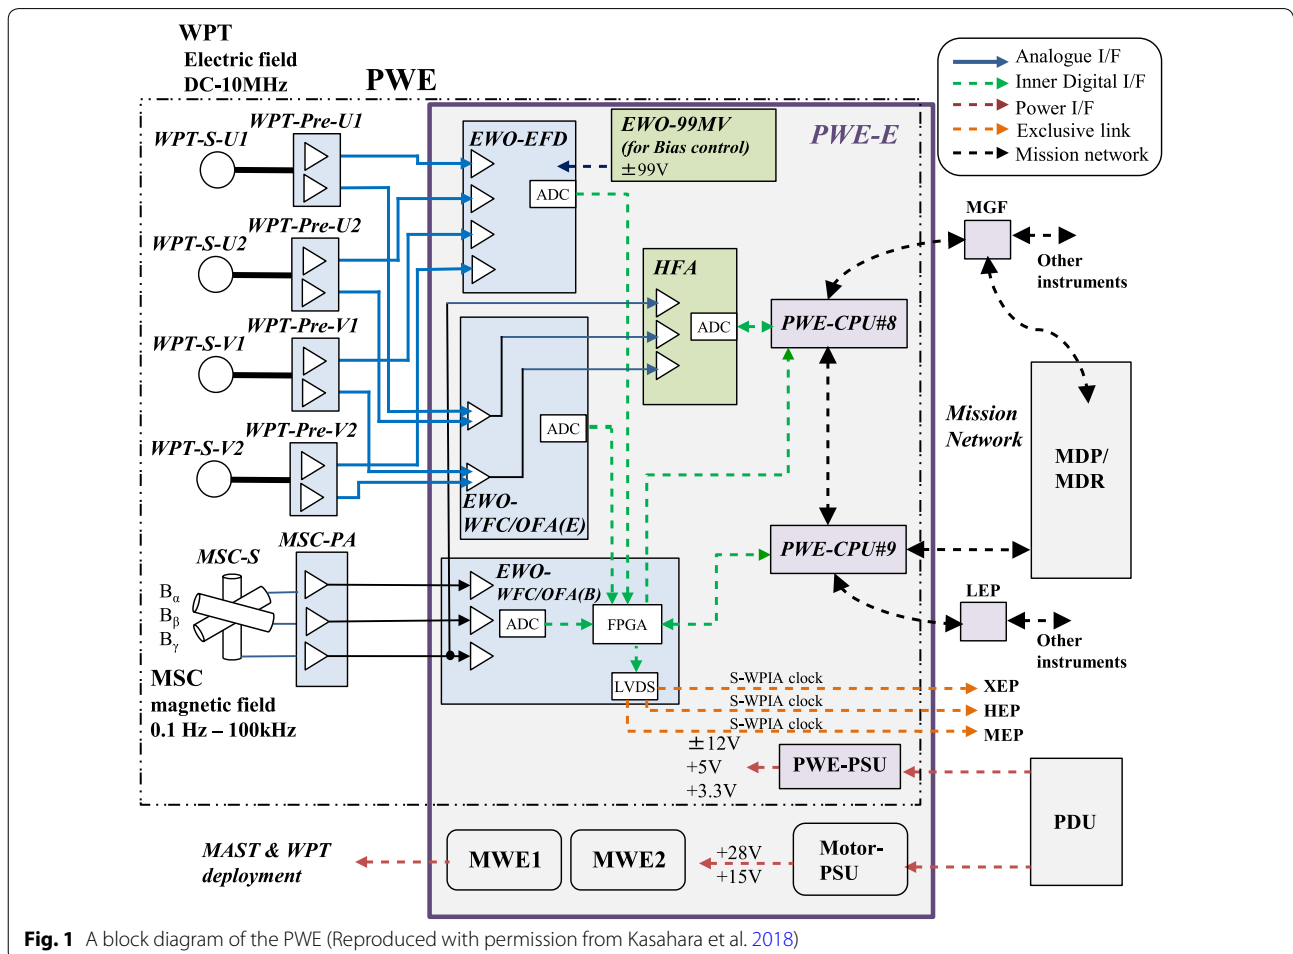 WPT
Electric field
DC-10MHz
PWE
Analogue I/F
Inner Digital I/F
Power I/F
Exclusive link
Mission network
WPT-Pre-U1
WPT-S-U1
EWO-EFD
ADC
EWO-99MV
(for Bias control)
±99V
PWE-E
WPT-Pre-U2
WPT-S-U2
MGF
Other
instruments
HFA
ADC
PWE-CPU#8
WPT-Pre-V1
WPT-S-V1
WPT-Pre-V2
WPT-S-V2
ADC
EWO-
WFC/OFA(E)
Mission
Network
MDP/
MDR
MSC-PA
MSC-S
Bα
Bβ
Bγ
MSC
magnetic field
0.1 Hz – 100kHz
EWO-
WFC/OFA(B)
ADC
FPGA
LVDS
PWE-CPU#9
LEP
Other
instruments
S-WPIA clock
XEP
S-WPIA clock
HEP
S-WPIA clock
MEP
±12V
+5V
+3.3V
PWE-PSU
PDU
MAST & WPT
deployment
MWE1
MWE2
+28V
+15V
Motor-
PSU
Fig. 1 A block diagram of the PWE (Reproduced with permission from Kasahara et al. 2018)